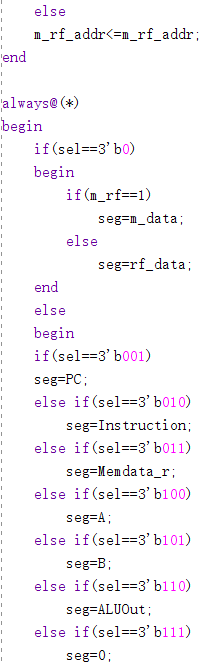 else
m_rf_addr<=m_rf_addr;
end
always@(*)
begin
if(sel==3'b0)
begin
if(m_rf==1)
seg=m_data;
else
seg=rf_data;
end
else
begin
if(sel==3'b001)
seg=PC;
else if(sel==3'b010)
seg=Instruction;
else if(sel==3'b011)
seg=Memdata_r;
else if(sel==3'b100)
seg=A;
else if(sel==3'b101)
seg=B;
else if(sel==3'b110)
seg=ALUOut;
else if(sel==3'b111)
seg=0;